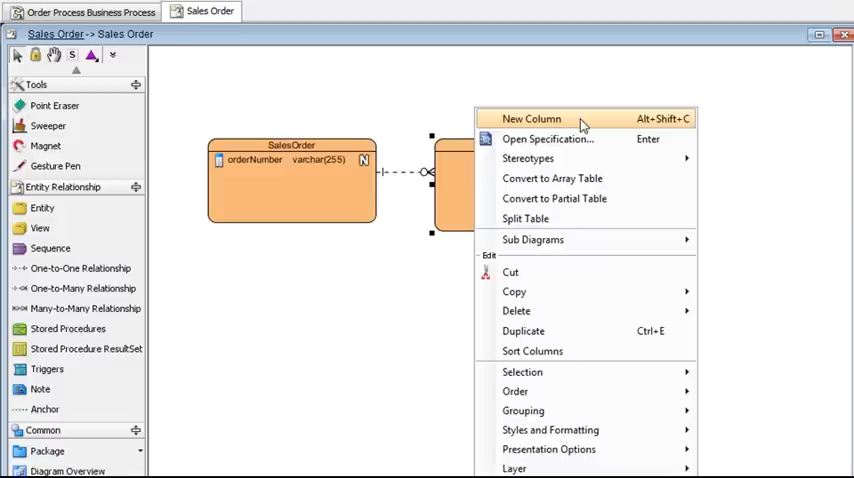 Order Process Business Process
Sales Order
Sales Order -> Sales Order
S
Tools
Point Eraser
Sweeper
Magnet
Gesture Pen
Entity Relationship
Entity
View
Sequence
One-to-One Relationship
One-to-Many Relationship
Many-to-Many Relationship
Stored Procedures
Stored Procedure ResultSet
Triggers
Note
Anchor
Common
Package
Diagram Overview
SalesOrder
orderNumber varchar(255) N
New Column Alt+Shift+C
Open Specification... Enter
Stereotypes
Convert to Array Table
Convert to Partial Table
Split Table
Sub Diagrams
Edit
Cut
Copy
Delete
Duplicate Ctrl+E
Sort Columns
Selection
Order
Grouping
Styles and Formatting
Presentation Options
Layer